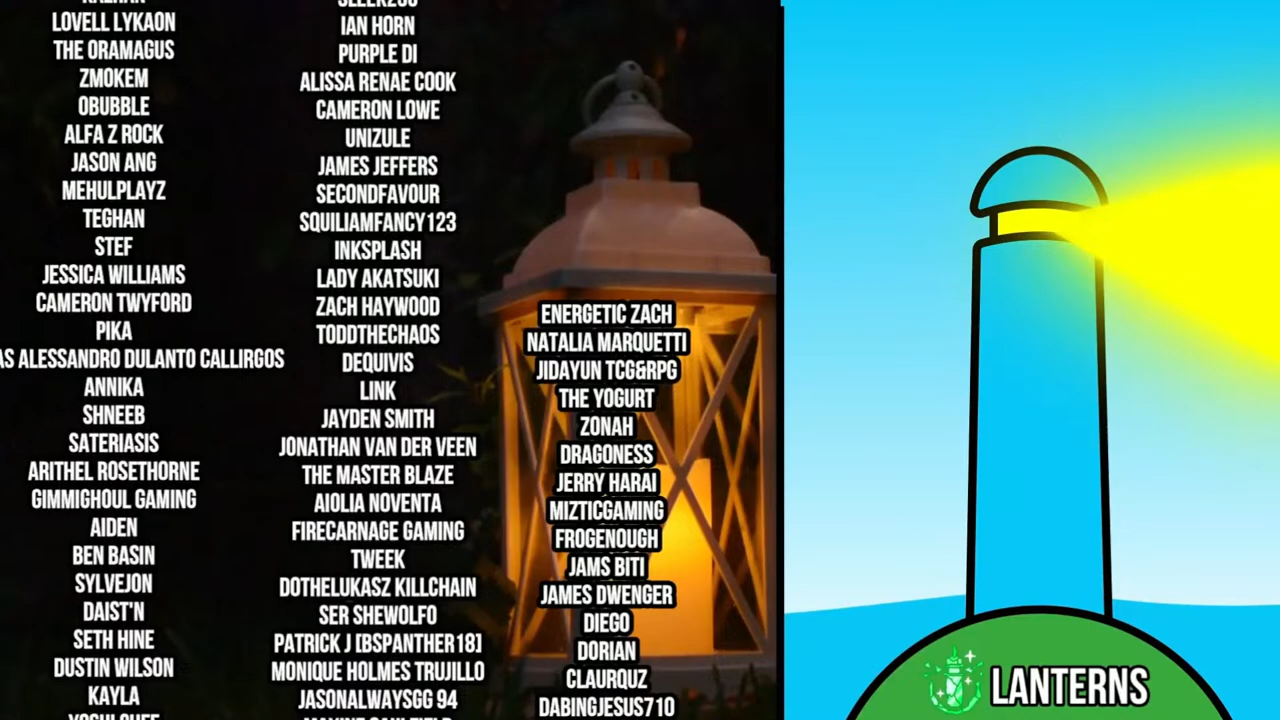 LOVELL LYKAON
THE ORAMAGUS
ZMOKEM
OBUBBLE
ALFA Z ROCK
JASON ANG
MEHULPLAYZ
TEGHAN
STEF
JESSICA WILLIAMS
CAMERON TWYFORD
PIKA
AS ALESSANDRO DULANTO CALLIRGOS
ANNIKA
SHNEEB
SATERIASIS
ARITHEL ROSETHORNE
GIMMIGHOUL GAMING
AIDEN
BEN BASIN
SYLVEJON
DAIST'N
SETH HINE
DUSTIN WILSON
KAYLA
IAN HORN
PURPLE DI
ALISSA RENAE COOK
CAMERON LOWE
UNIZULE
JAMES JEFFERS
SECONDFAVOUR
SQUILIAMFANCY123
INKSPLASH
LADY AKATSUKI
ZACH HAYWOOD
TODDTHECHAOS
DEQUIVIS
LINK
JAYDEN SMITH
JONATHAN VAN DER VEEN
THE MASTER BLAZE
AIOLIA NOVENTA
FIRECARNAGE GAMING
TWEEK
DOTHELUKASZ KILLCHAIN
SER SHEWOLFO
PATRICK J [BSPANTHER18]
MONIQUE HOLMES TRUJILLO
JASONALWAYSGG 94
ENERGETIC ZACH
NATALIA MARQUETTI
JIDAYUN TCG&RPG
THE YOGURT
ZONAH
DRAGONESS
JERRY HARAI
MIZTICGAMING
FROGENOUGH
JAMS BITI
JAMES DWENGER
DIEGO
DORIAN
CLAURQUZ
DABINGJESUS710
LANTERNS